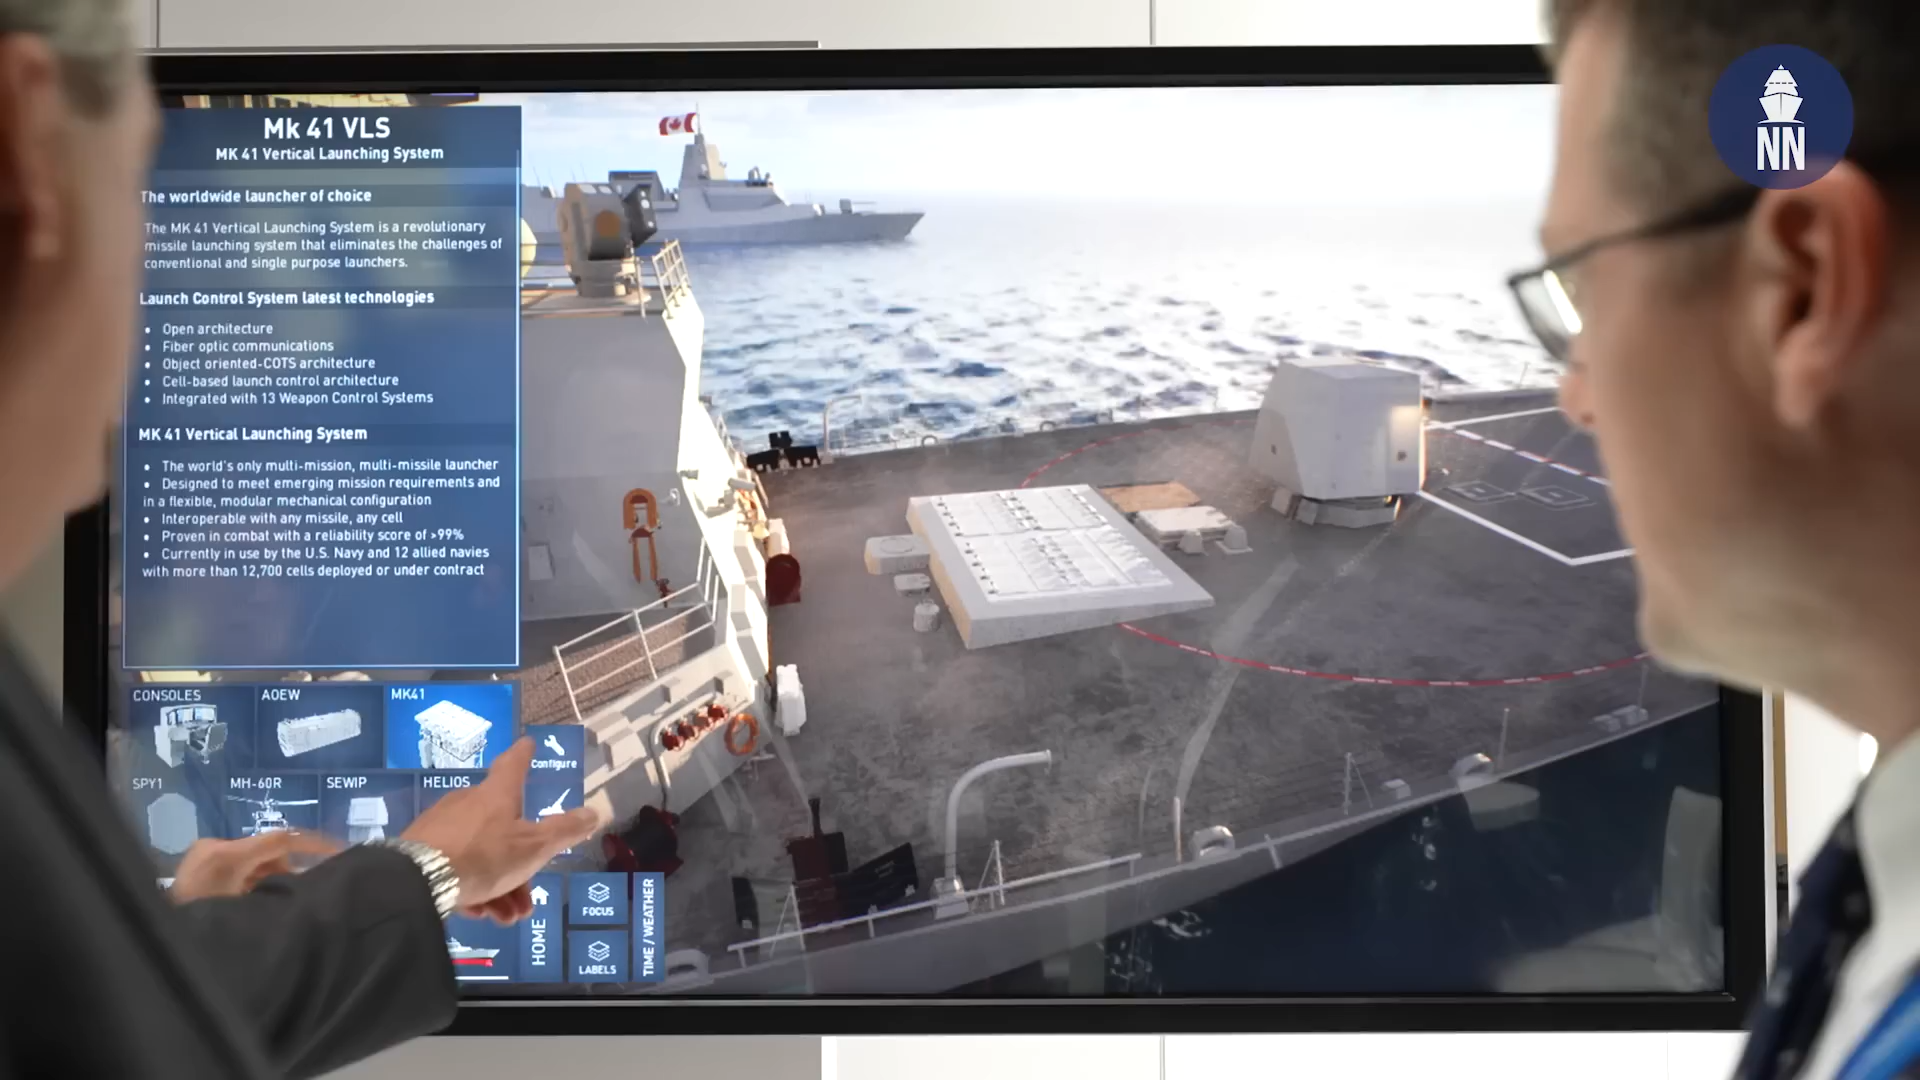 NN
Mk 41 VLS
MK 41 Vertical Launching System
The worldwide launcher of choice
The MK 41 Vertical Launching System is a revolutionary
missile launching system that eliminates the challenges of
conventional and single purpose launchers.
Launch Control System latest technologies
• Open architecture
• Fiber optic communications
• Object oriented-COTS architecture
• Cell-based launch control architecture
• Integrated with 13 Weapon Control Systems
MK 41 Vertical Launching System
• The world's only multi-mission, multi-missile launcher
• Designed to meet emerging mission requirements and
in a flexible, modular mechanical configuration
• Interoperable with any missile, any cell
• Proven in combat with a reliability score of >99%
• Currently in use by the U.S. Navy and 12 allied navies
with more than 12,700 cells deployed or under contract
CONSOLES AOEW MK41
Configure
SPY1 MH-60R SEWIP HELIOS
HOME
FOCUS
LABELS
TIME / WEATHER